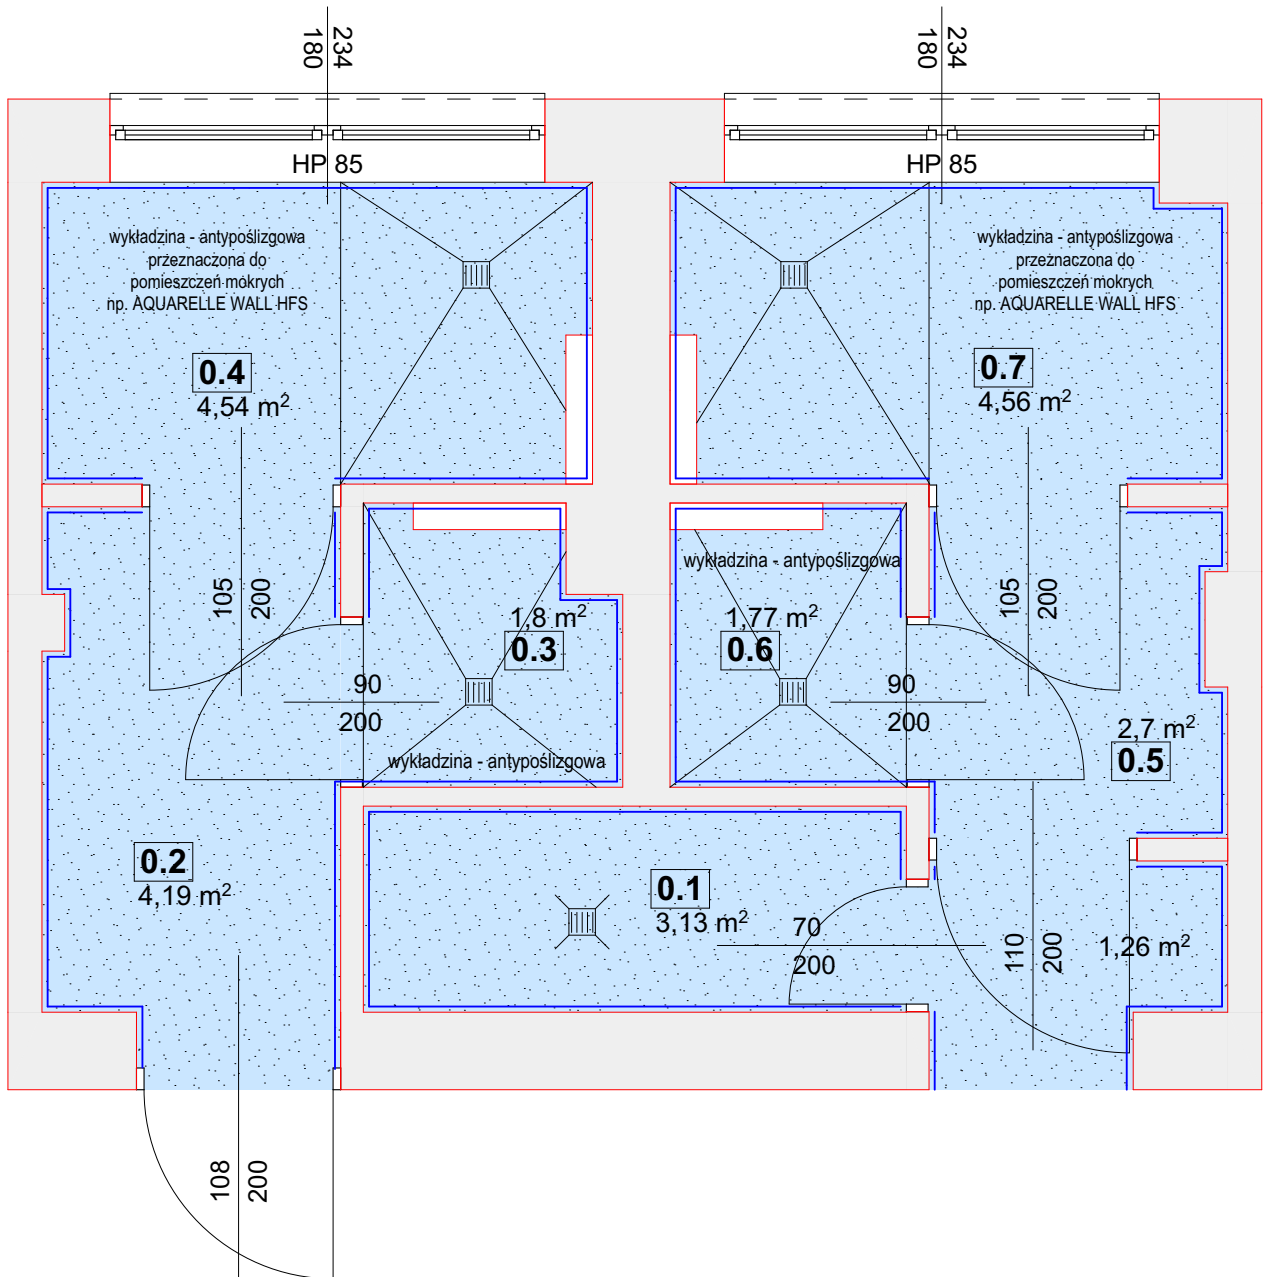 234
180
234
180
HP 85
HP 85
wykładzina - antypoślizgowa
przeznaczona do
pomieszczeń mokrych
np. AQUARELLE WALL HFS
wykładzina - antypoślizgowa
przeznaczona do
pomieszczeń mokrych
np. AQUARELLE WALL HFS
0.4
4,54 m²
0.7
4,56 m²
105
200
105
200
wykładzina - antypoślizgowa
1,8 m²
0.3
1,77 m²
0.6
90
200
90
200
2,7 m²
0.5
wykładzina - antypoślizgowa
0.2
4,19 m²
0.1
3,13 m²
70
200
110
200
1,26 m²
108
200